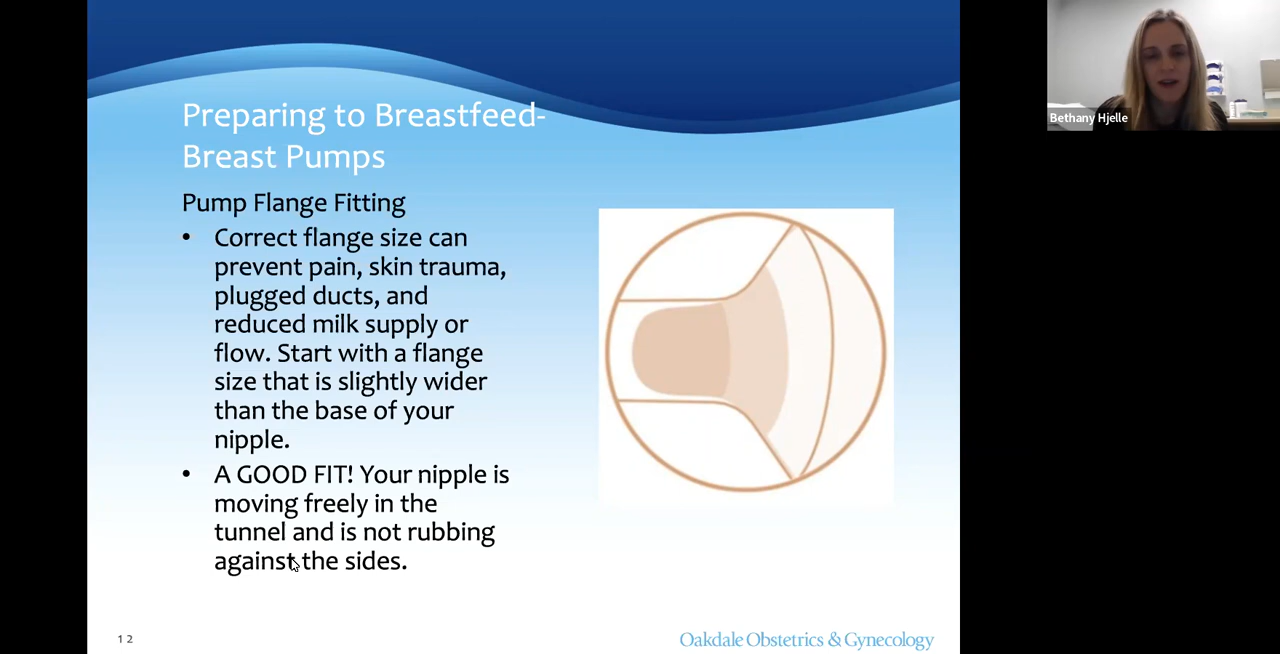 Preparing to Breastfeed-
Breast Pumps
Pump Flange Fitting
• Correct flange size can
prevent pain, skin trauma,
plugged ducts, and
reduced milk supply or
flow. Start with a flange
size that is slightly wider
than the base of your
nipple.
• A GOOD FIT! Your nipple is
moving freely in the
tunnel and is not rubbing
against the sides.
12
Oakdale Obstetrics & Gynecology
Bethany Hjelle